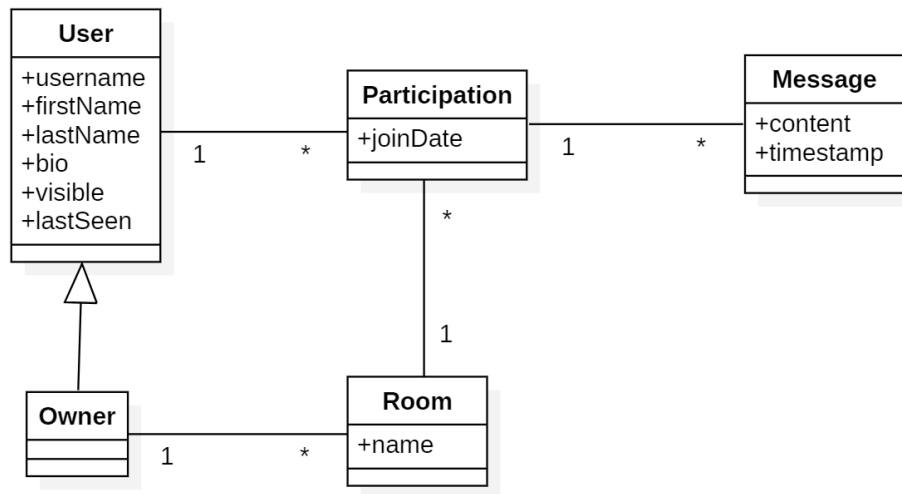 User
+username
+firstName
+lastName
+bio
+visible
+lastSeen
1
*
Participation
+joinDate
1
*
Message
+content
+timestamp
*
1
Owner
1
*
Room
+name